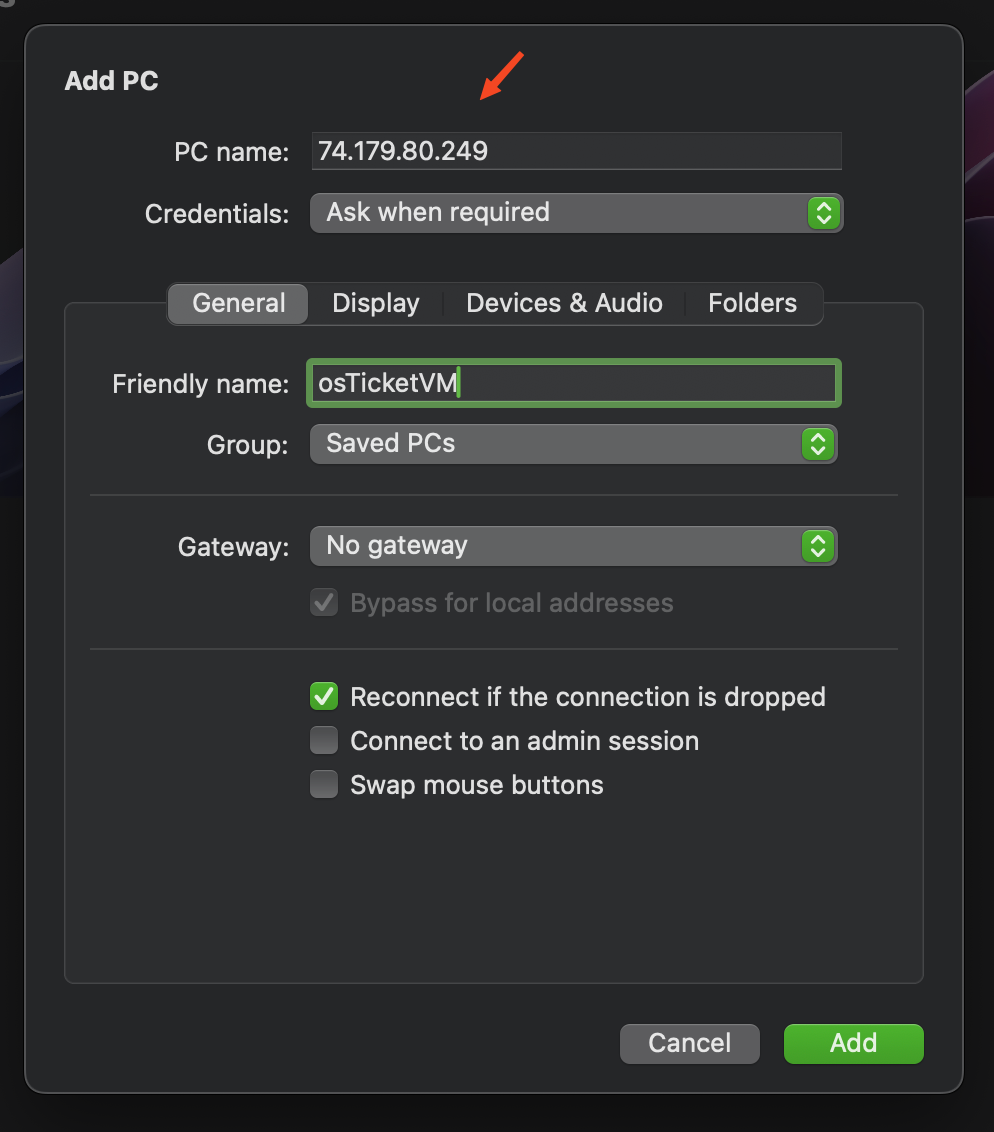 Add PC
PC name: 74.179.80.249
Credentials: Ask when required
General Display Devices & Audio Folders
Friendly name: osTicketVM
Group: Saved PCs
Gateway: No gateway
Bypass for local addresses
Reconnect if the connection is dropped
Connect to an admin session
Swap mouse buttons
Cancel Add